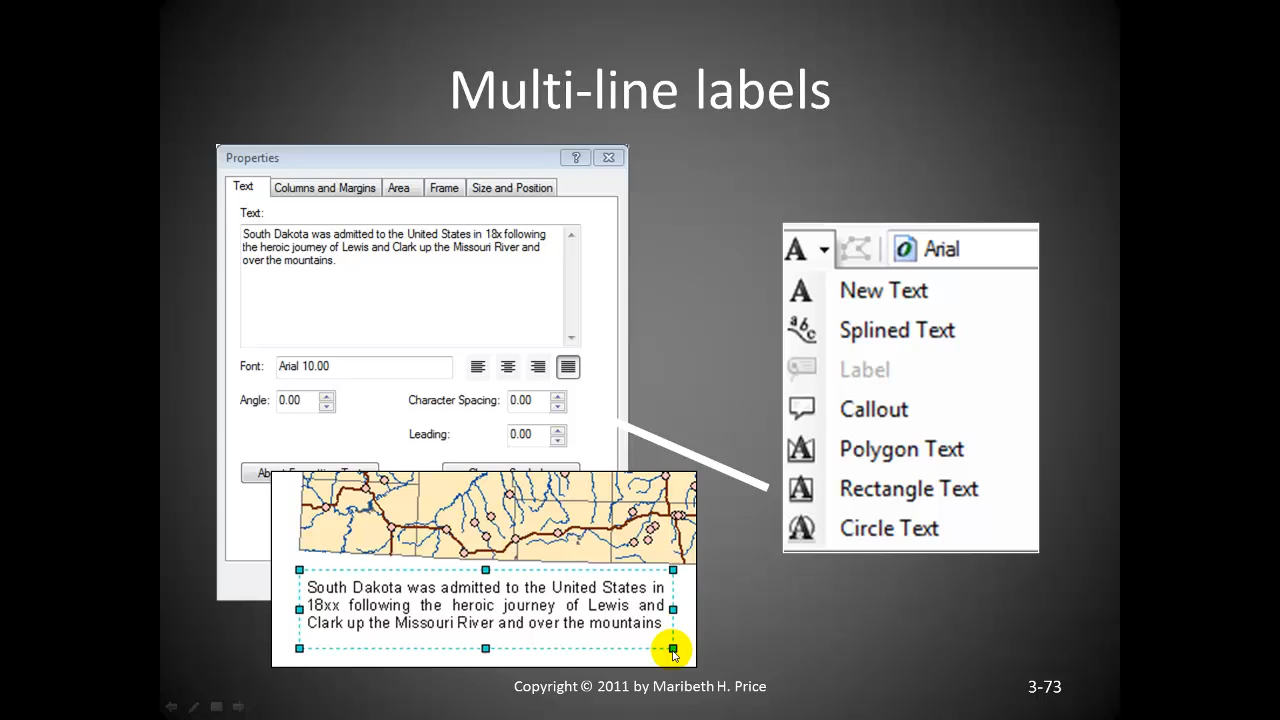 Multi-line labels
Properties
Text
Columns and Margins
Area
Frame
Size and Position
Text:
South Dakota was admitted to the United States in 18x following
the heroic journey of Lewis and Clark up the Missouri River and
over the mountains.
Font:
Arial 10.00
Angle:
0.00
Character Spacing:
0.00
Leading:
0.00
South Dakota was admitted to the United States in
18xx following the heroic journey of Lewis and
Clark up the Missouri River and over the mountains
A
Arial
New Text
Splined Text
Label
Callout
Polygon Text
Rectangle Text
Circle Text
Copyright © 2011 by Maribeth H. Price
3-73